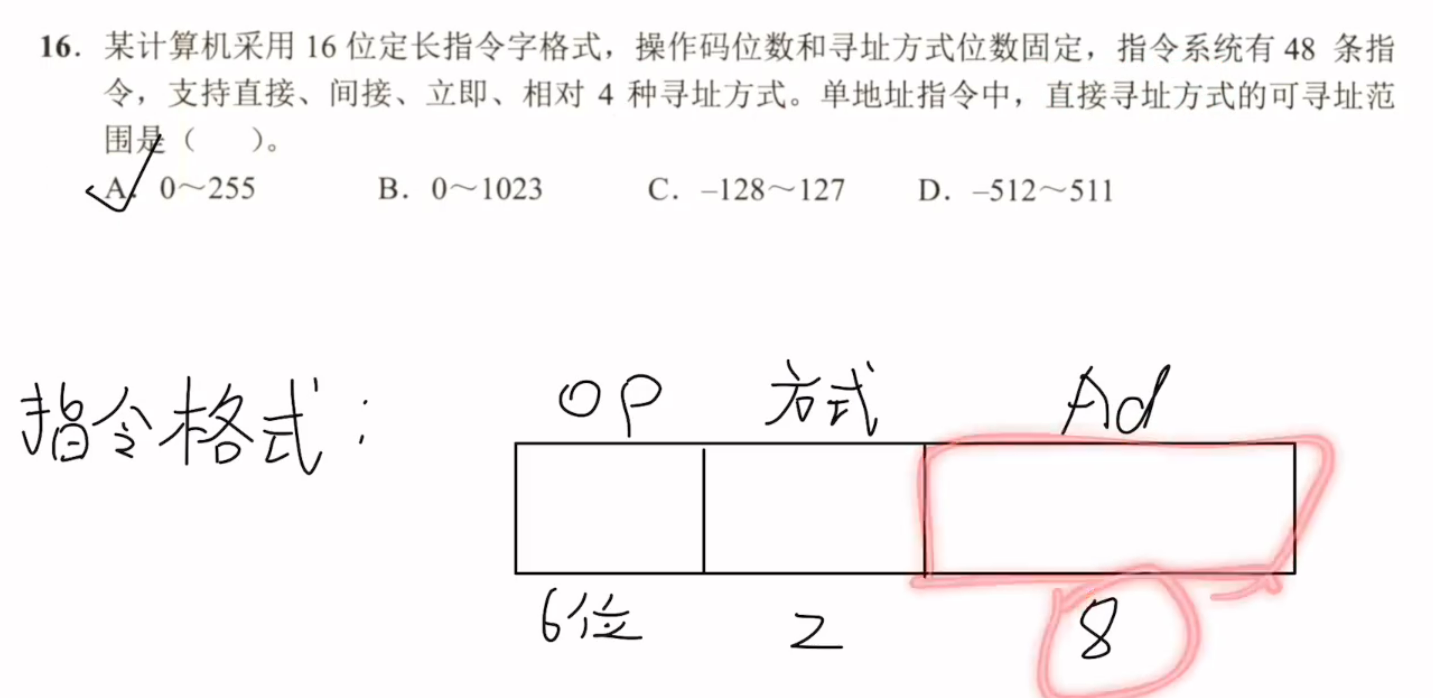 16. 某计算机采用 16 位定长指令字格式，操作码位数和寻址方式位数固定，指令系统有 48 条指
令，支持直接、间接、立即、相对 4 种寻址方式。单地址指令中，直接寻址方式的可寻址范
围是（　　）。
A. 0～255　　B. 0～1023　　C. –128～127　　D. –512～511
OP 方式 Ad
指令格式：
6位 2 8